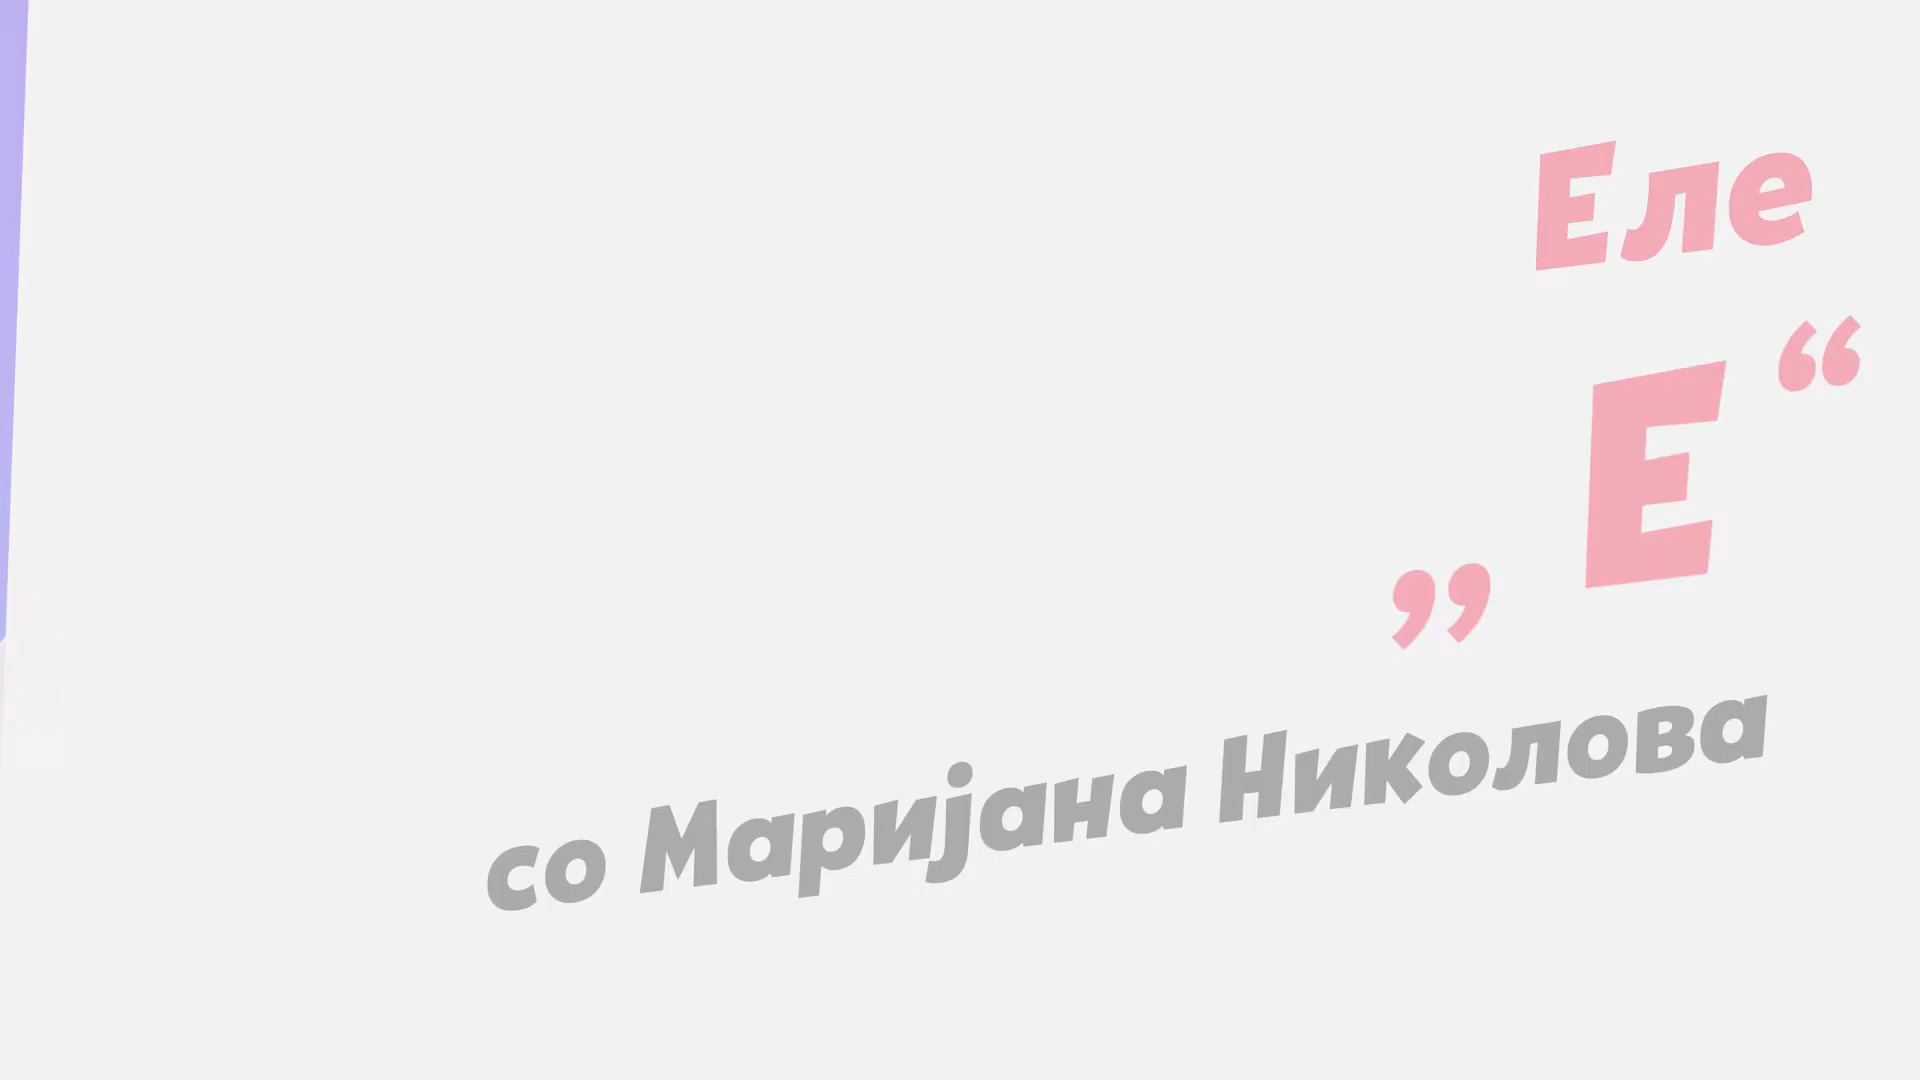 Еле
„ Е “
со Маријана Николова